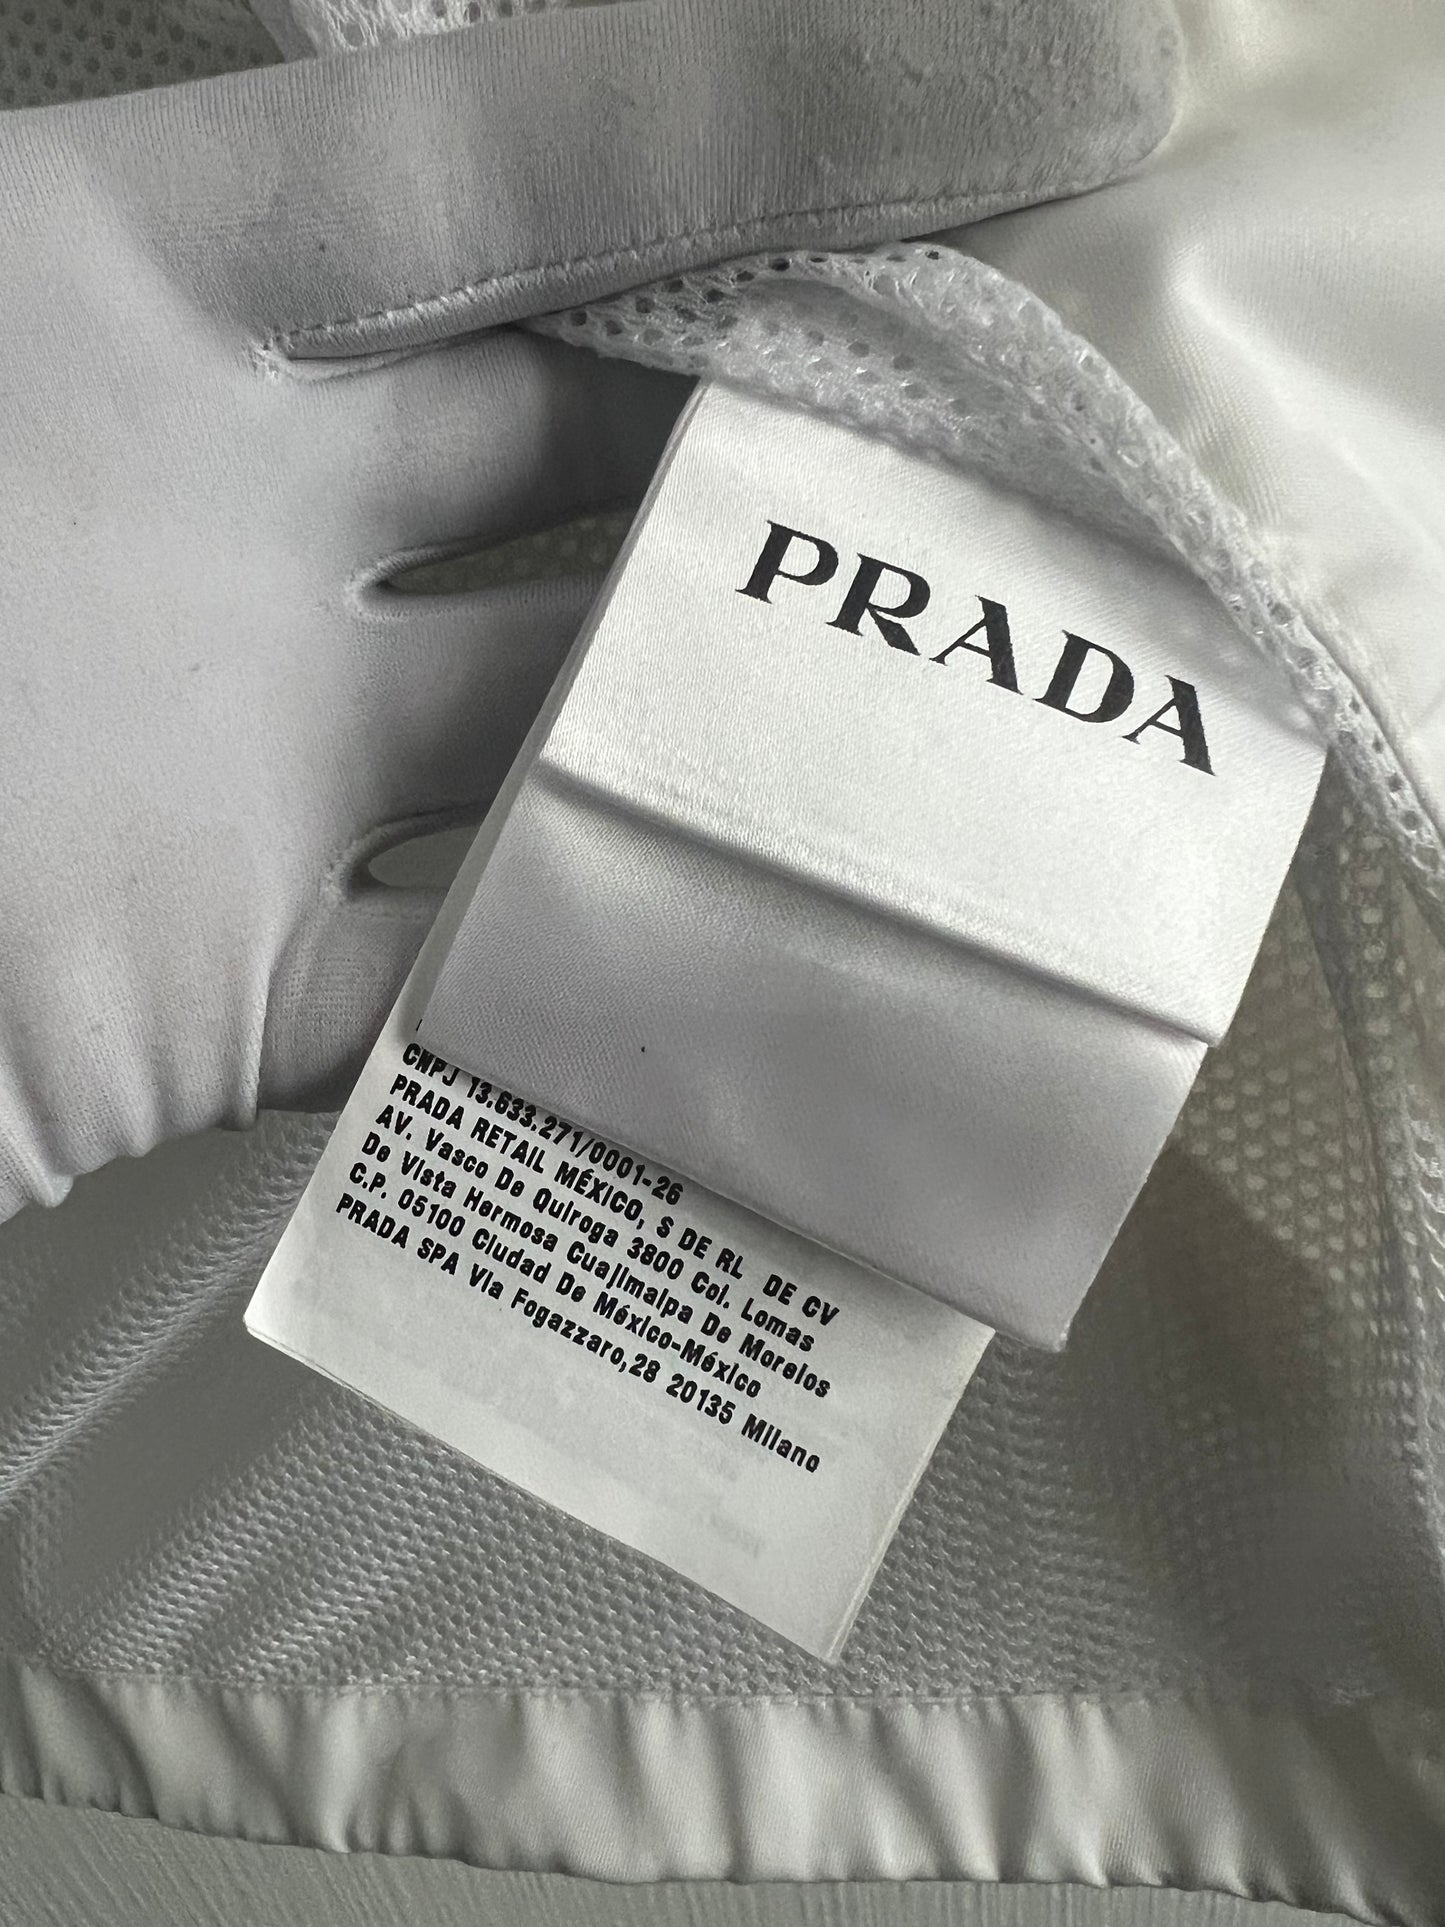 PRADA
CNPJ 13.633.271/0001-26
PRADA RETAIL MÉXICO, S DE RL DE CV
AV. Vasco De Quiroga 3800 Col. Lomas
De Vista Hermosa Cuajimalpa De Morelos
C.P. 05100 Ciudad De México-México
PRADA SPA Via Fogazzaro,28 20135 Milano